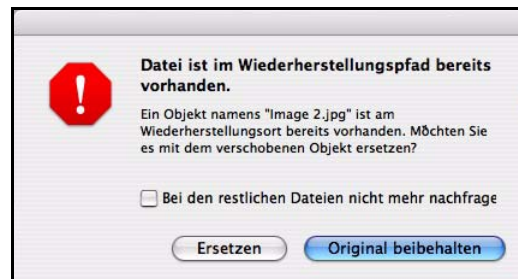 Datei ist im Wiederherstellungspfad bereits
vorhanden.
Ein Objekt namens "Image 2.jpg" ist am
Wiederherstellungsort bereits vorhanden. Mðchten Sie
es mit dem verschobenen Objekt ersetzen?
Bei den restlichen Dateien nicht mehr nachfrage
Ersetzen
Original beibehalten